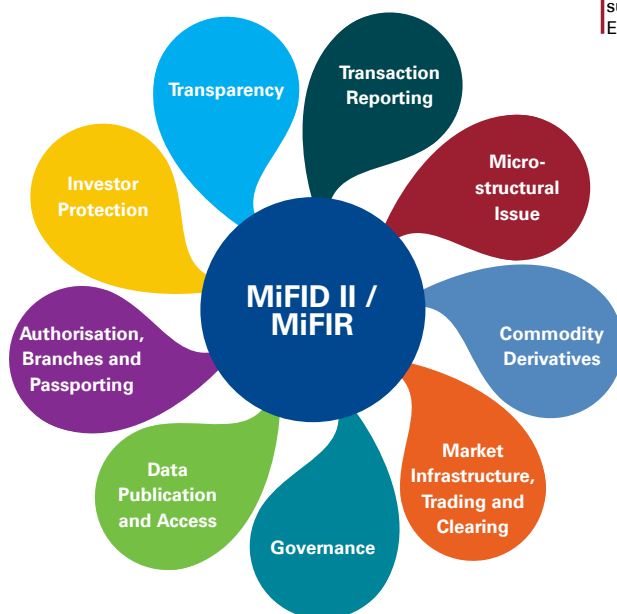 Transparency
Transaction
Reporting
Micro-
structural
Issue
Commodity
Derivatives
Market
Infrastructure,
Trading and
Clearing
Governance
Data
Publication
and Access
Authorisation,
Branches and
Passporting
Investor
Protection
MiFID II /
MiFIR